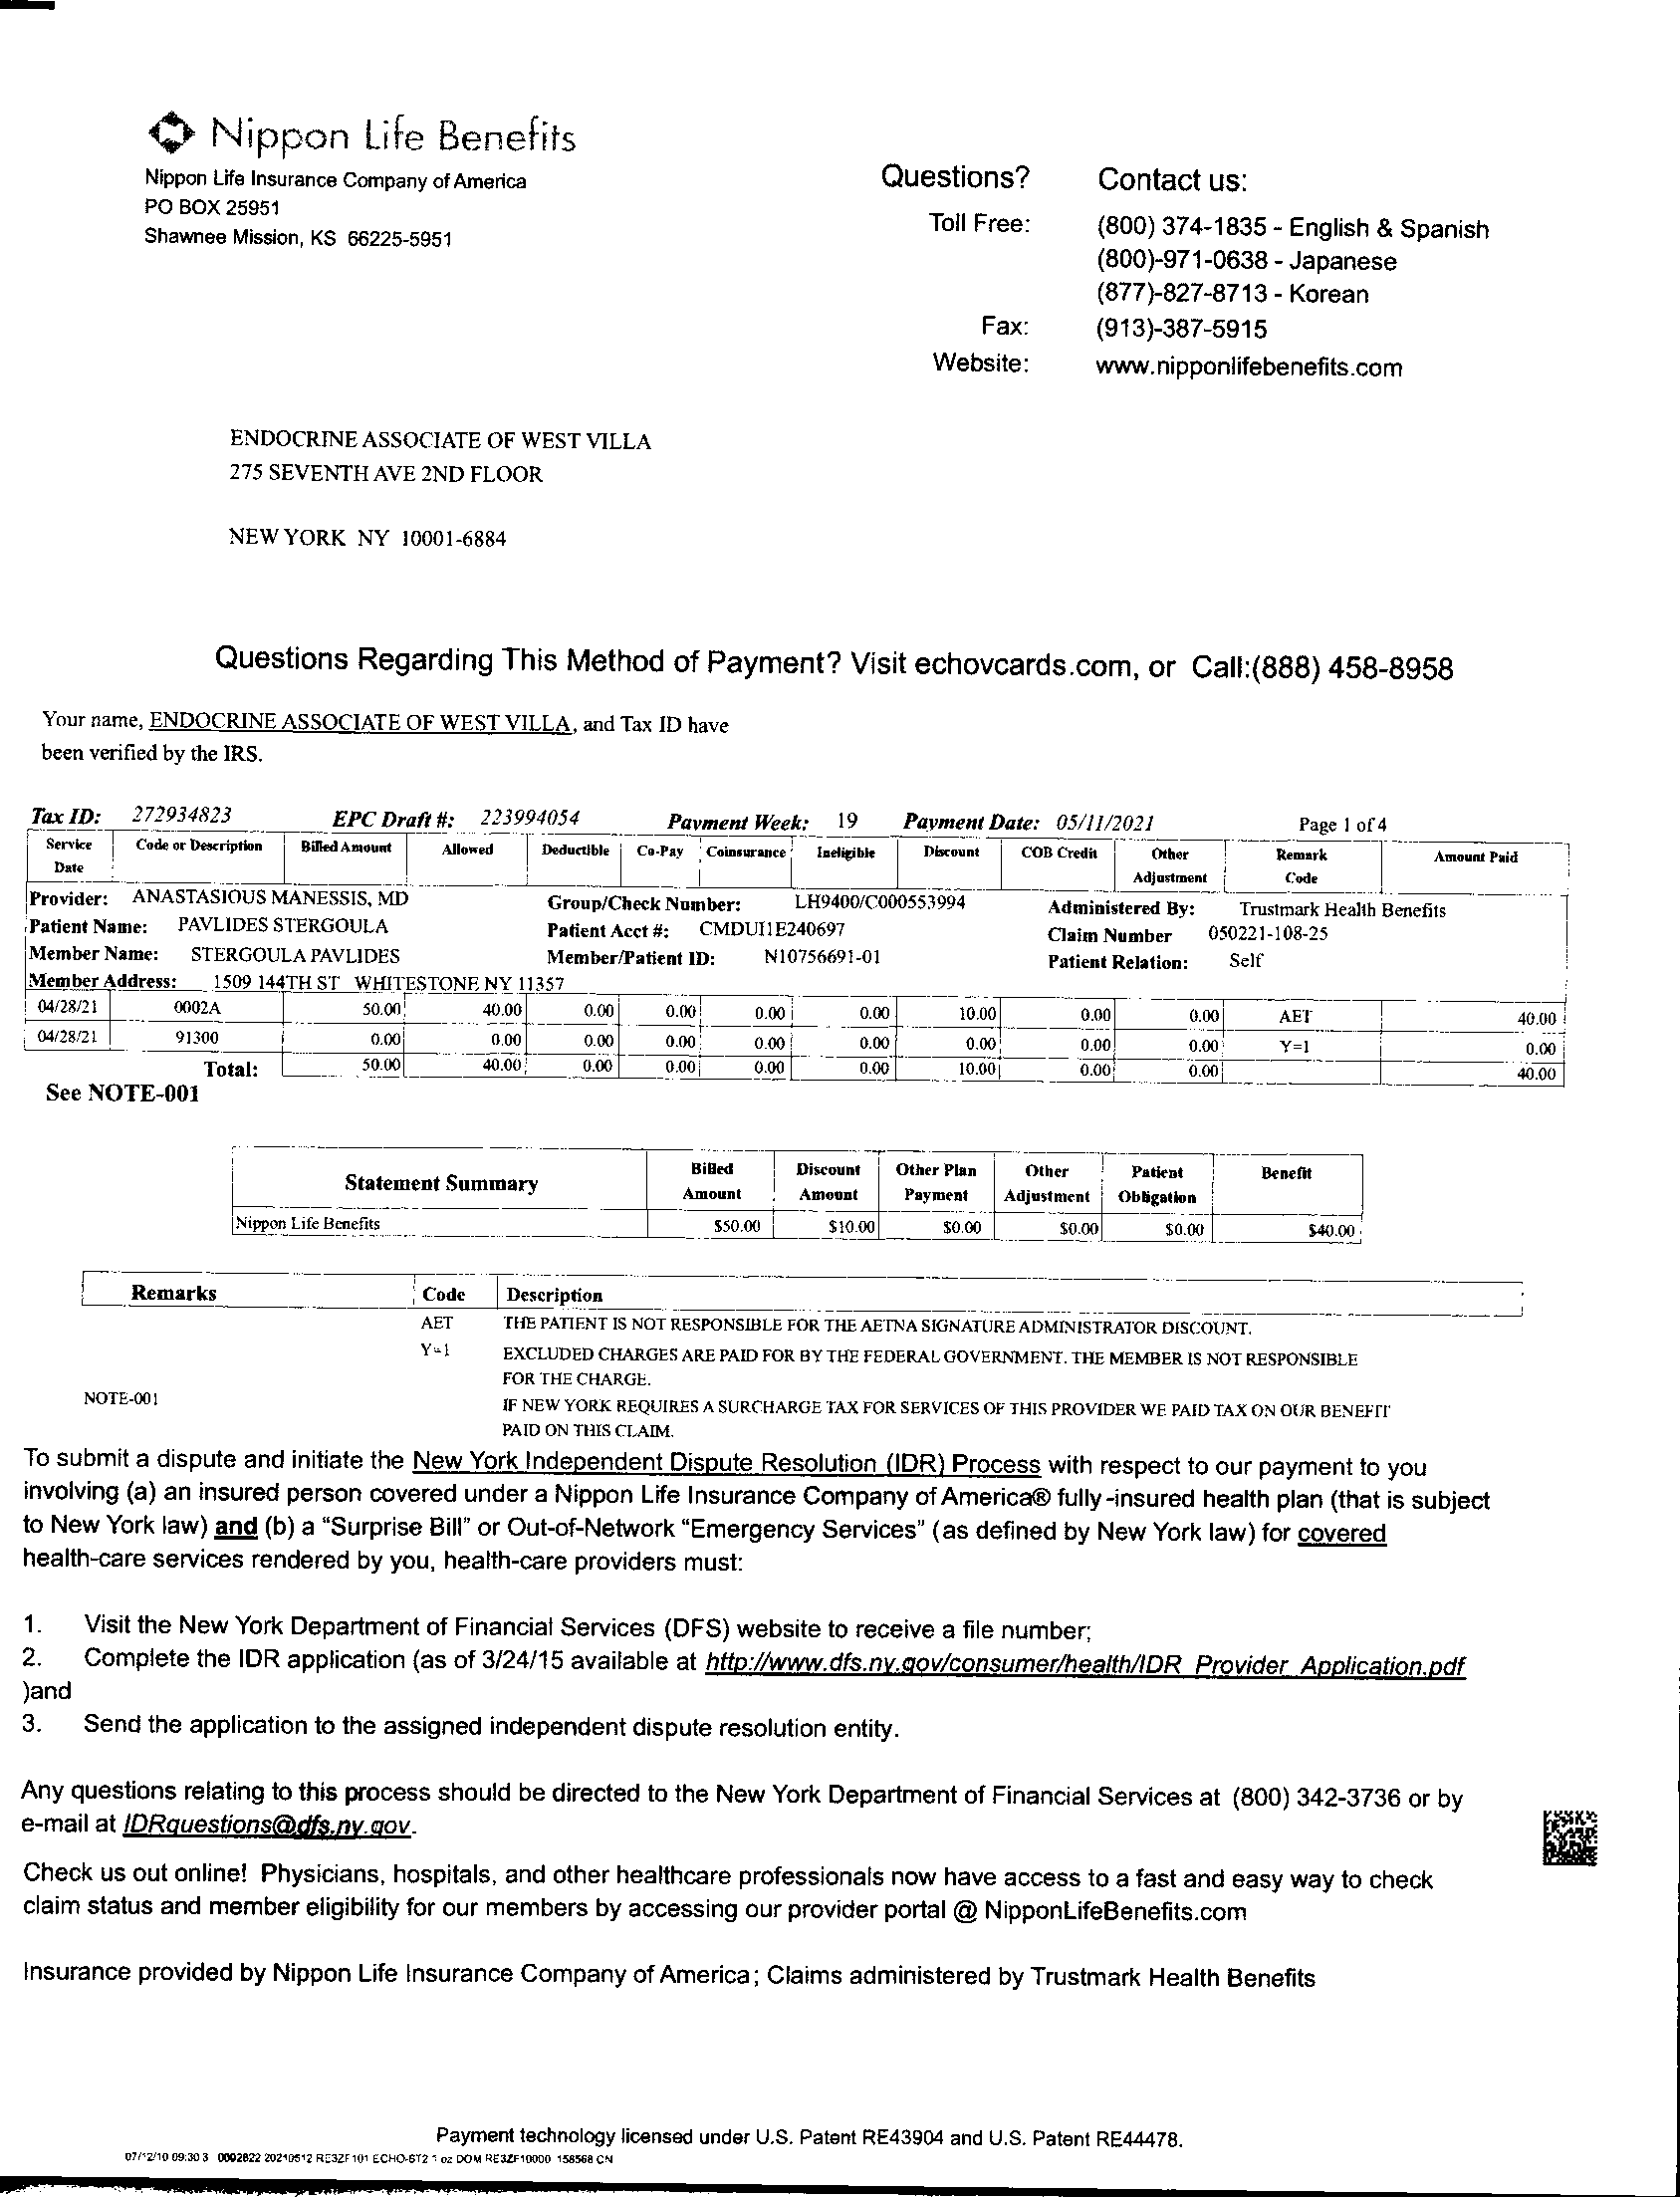 Nippon Life Benefits
Nippon Life Insurance Company of America
PO BOX 25951
Shawnee Mission, KS 66225-5951
Questions? Contact us:
Toll Free: (800) 374-1835 - English & Spanish
(800)-971-0638 - Japanese
(877)-827-8713 - Korean
Fax: (913)-387-5915
Website: www.nipponlifebenefits.com
ENDOCRINE ASSOCIATE OF WEST VILLA
275 SEVENTH AVE 2ND FLOOR
NEW YORK NY 10001-6884
Questions Regarding This Method of Payment? Visit echovcards.com, or Call:(888) 458-8958
Your name, ENDOCRINE ASSOCIATE OF WEST VILLA, and Tax ID have
been verified by the IRS.
Tax ID: 272934823 EPC Draft #: 223994054 Payment Week: 19 Payment Date: 05/11/2021 Page 1 of 4
Service Date Code or Description Billed Amount Allowed Deductible Co-Pay Coinsurance Ineligible Discount COB Credit Other Adjustment Remark Code Amount Paid
Provider: ANASTASIOUS MANESSIS, MD Group/Check Number: LH9400/C000553994 Administered By: Trustmark Health Benefits
Patient Name: PAVLIDES STERGOULA Patient Acct #: CMDUI1E240697 Claim Number 050221-108-25
Member Name: STERGOULA PAVLIDES Member/Patient ID: N10756691-01 Patient Relation: Self
Member Address: 1509 144TH ST WHITESTONE NY 11357
04/28/21 0002A 50.00 40.00 0.00 0.00 0.00 0.00 10.00 0.00 0.00 AET 40.00
04/28/21 91300 0.00 0.00 0.00 0.00 0.00 0.00 0.00 0.00 0.00 Y=1 0.00
Total: 50.00 40.00 0.00 0.00 0.00 0.00 10.00 0.00 0.00 40.00
See NOTE-001
Statement Summary Billed Amount Discount Amount Other Plan Payment Other Adjustment Patient Obligation Benefit
Nippon Life Benefits $50.00 $10.00 $0.00 $0.00 $0.00 $40.00
Remarks Code Description
AET THE PATIENT IS NOT RESPONSIBLE FOR THE AETNA SIGNATURE ADMINISTRATOR DISCOUNT.
Y=1 EXCLUDED CHARGES ARE PAID FOR BY THE FEDERAL GOVERNMENT. THE MEMBER IS NOT RESPONSIBLE
FOR THE CHARGE.
NOTE-001 IF NEW YORK REQUIRES A SURCHARGE TAX FOR SERVICES OF THIS PROVIDER WE PAID TAX ON OUR BENEFIT
PAID ON THIS CLAIM.
To submit a dispute and initiate the New York Independent Dispute Resolution (IDR) Process with respect to our payment to you
involving (a) an insured person covered under a Nippon Life Insurance Company of America® fully-insured health plan (that is subject
to New York law) and (b) a “Surprise Bill” or Out-of-Network “Emergency Services” (as defined by New York law) for covered
health-care services rendered by you, health-care providers must:
1. Visit the New York Department of Financial Services (DFS) website to receive a file number;
2. Complete the IDR application (as of 3/24/15 available at http://www.dfs.ny.gov/consumer/health/IDR_Provider_Application.pdf
)and
3. Send the application to the assigned independent dispute resolution entity.
Any questions relating to this process should be directed to the New York Department of Financial Services at (800) 342-3736 or by
e-mail at IDRquestions@dfs.ny.gov.
Check us out online! Physicians, hospitals, and other healthcare professionals now have access to a fast and easy way to check
claim status and member eligibility for our members by accessing our provider portal @ NipponLifeBenefits.com
Insurance provided by Nippon Life Insurance Company of America; Claims administered by Trustmark Health Benefits
Payment technology licensed under U.S. Patent RE43904 and U.S. Patent RE44478.
07/12/10 09:30 3 0002822 20210512 RE3ZF101 ECHO-ST2 1 oz DOM RE3ZF10000 158568 CN